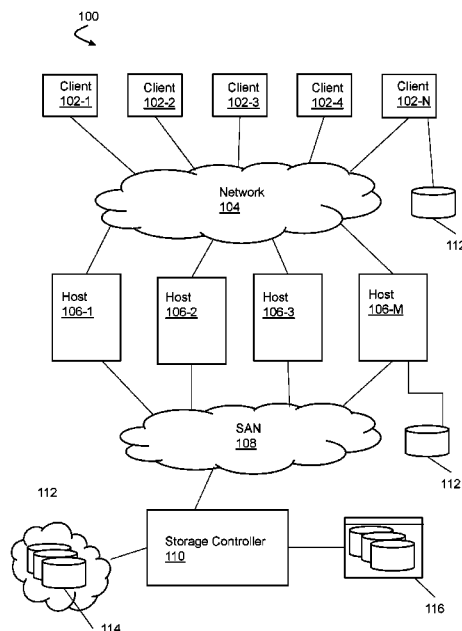 100
Client
102-1
Client
102-2
Client
102-3
Client
102-4
Client
102-N
Network
104
112
Host
106-1
Host
106-2
Host
106-3
Host
106-M
SAN
108
112
112
Storage Controller
110
114
116